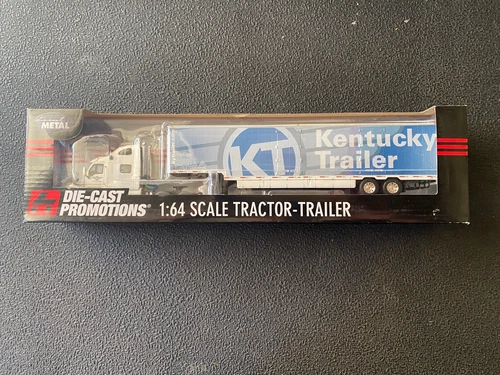 METAL
KT
Kentucky
Trailer
DIE-CAST
PROMOTIONS®
1:64 SCALE TRACTOR-TRAILER